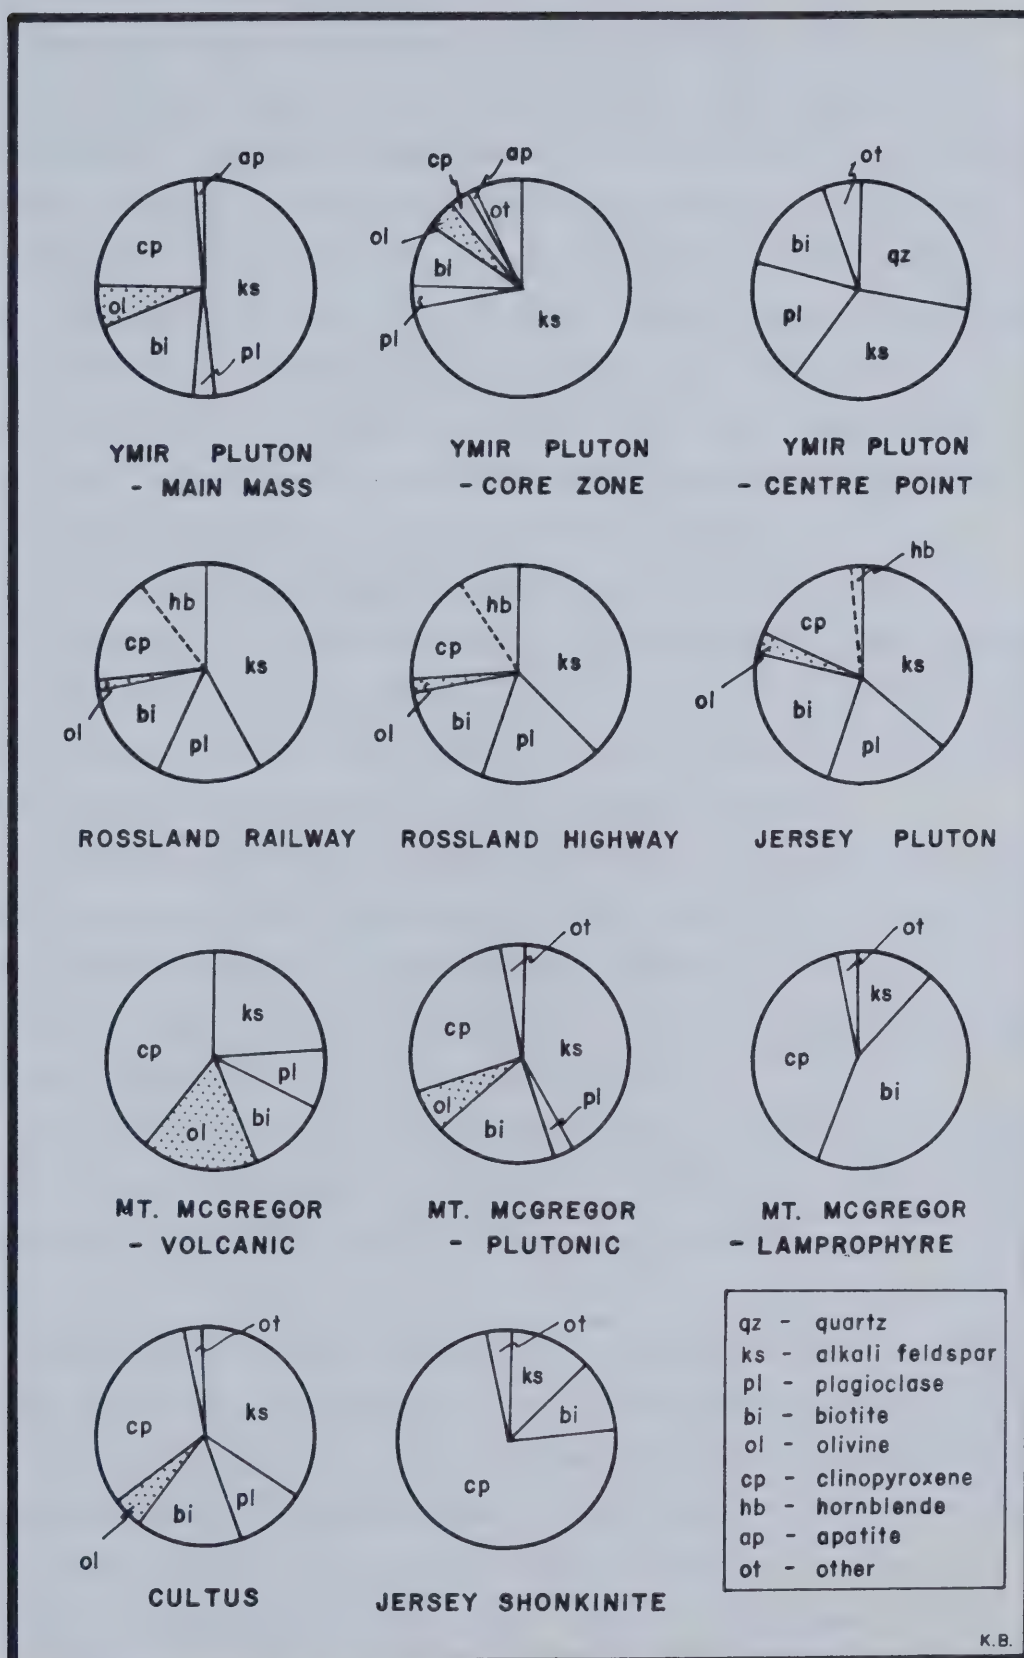 ap
cp
ks
ol
bi
pl
YMIR PLUTON
- MAIN MASS
cp
ap
ot
ol
bi
pl
ks
YMIR PLUTON
- CORE ZONE
ot
bi
qz
pl
ks
YMIR PLUTON
- CENTRE POINT
hb
cp
ks
ol
bi
pl
ROSSLAND RAILWAY
hb
cp
ks
ol
bi
pl
ROSSLAND HIGHWAY
hb
cp
ks
ol
bi
pl
JERSEY PLUTON
ks
cp
pl
bi
ol
MT. MCGREGOR
- VOLCANIC
ot
cp
ks
ol
bi
pl
MT. MCGREGOR
- PLUTONIC
ot
ks
cp
bi
MT. MCGREGOR
- LAMPROPHYRE
ot
cp
ks
bi
pl
ol
CULTUS
ot
ks
bi
cp
JERSEY SHONKINITE
qz - quartz
ks - alkali feldspar
pl - plagioclase
bi - biotite
ol - olivine
cp - clinopyroxene
hb - hornblende
ap - apatite
ot - other
K.B.